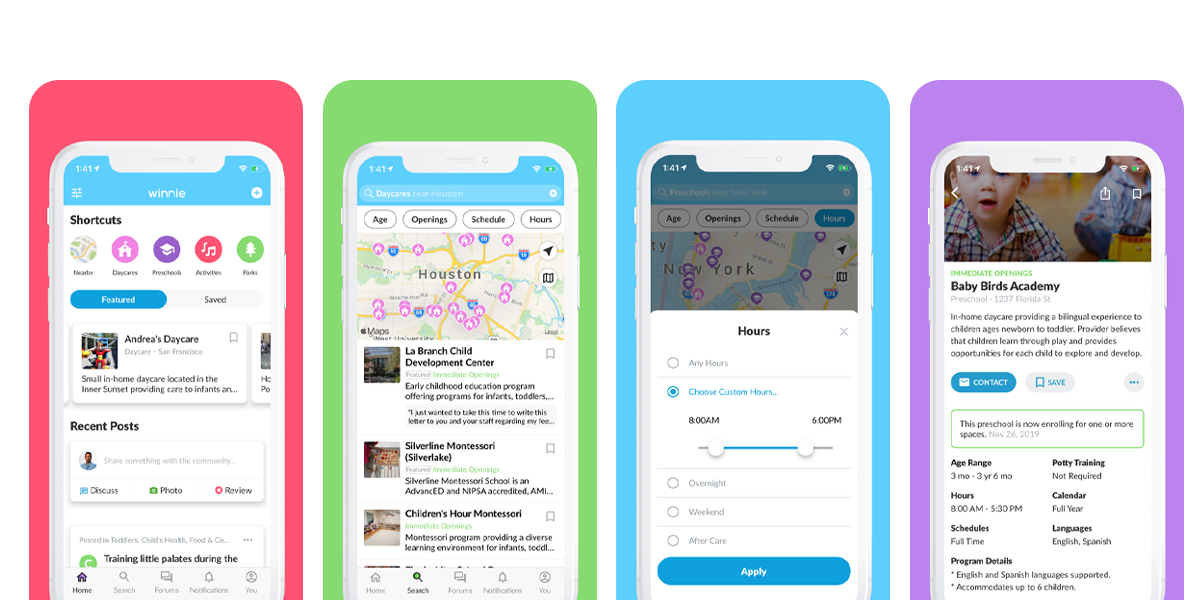 1:41
winnie
Shortcuts
Nearby
Daycares
Preschools
Activities
Parks
Featured
Saved
Andrea's Daycare
Daycare · San Francisco
Small in-home daycare located in the
Inner Sunset providing care to infants an...
Recent Posts
Share something with the community...
Discuss
Photo
Review
Posted in Toddlers, Child's Health, Food & Co...
C
Training little palates during the
Home
Search
Forums
Notifications
You
1:41
Daycares near Houston
Age
Openings
Schedule
Hours
Houston
Westheimer Rd
Maps
West University
Legal
La Branch Child
Development Center
Featured Immediate Openings
Early childhood education program
offering programs for infants, toddlers,...
"I just wanted to take this time to write this
letter to you and your staff regarding my fee...
Silverline Montessori
(Silverlake)
Featured Immediate Openings
Silverline Montessori School is an
AdvancED and NIPSA accredited, AMI...
Children's Hour Montessori
Immediate Openings
Montessori program providing a diverse
learning environment for infants, toddl...
Home
Search
Forums
Notifications
You
1:41
Preschools near New York
Age
Openings
Schedule
Hours
New York
278
Hours
Any Hours
Choose Custom Hours...
8:00AM
6:00PM
Overnight
Weekend
After Care
Apply
1:41
IMMEDIATE OPENINGS
Baby Birds Academy
Preschool · 1237 Florida St
In-home daycare providing a bilingual experience to
children ages newborn to toddler. Provider believes
that children learn through play and provides
opportunities for each child to explore and develop.
CONTACT
SAVE
This preschool is now enrolling for one or more
spaces. Nov 26, 2019
Age Range
3 mo - 3 yr 6 mo
Potty Training
Not Required
Hours
8:00 AM - 5:30 PM
Calendar
Full Year
Schedules
Full Time
Languages
English, Spanish
Program Details
* English and Spanish languages supported.
* Accommodates up to 6 children.